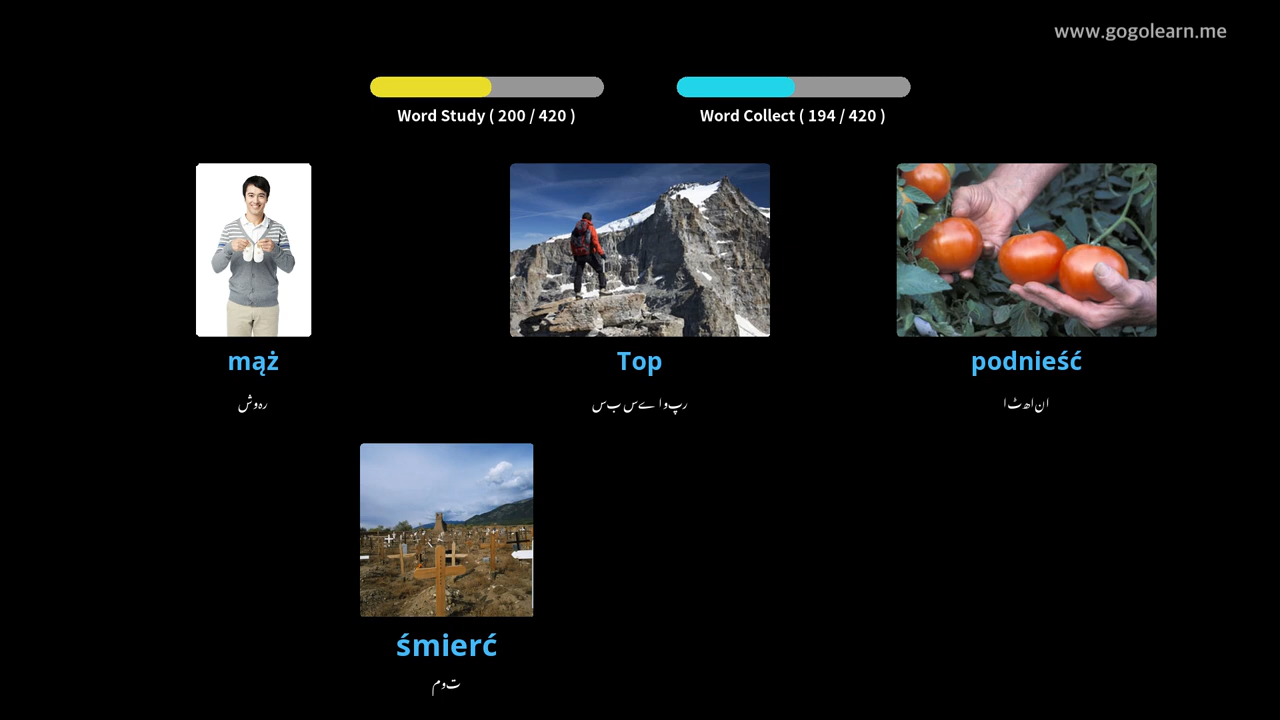 www.gogolearn.me
Word Study ( 200 / 420 )
Word Collect ( 194 / 420 )
mąż
Top
podnieść
شوہر
سب سے اوپر
اٹھانا
śmierć
موت